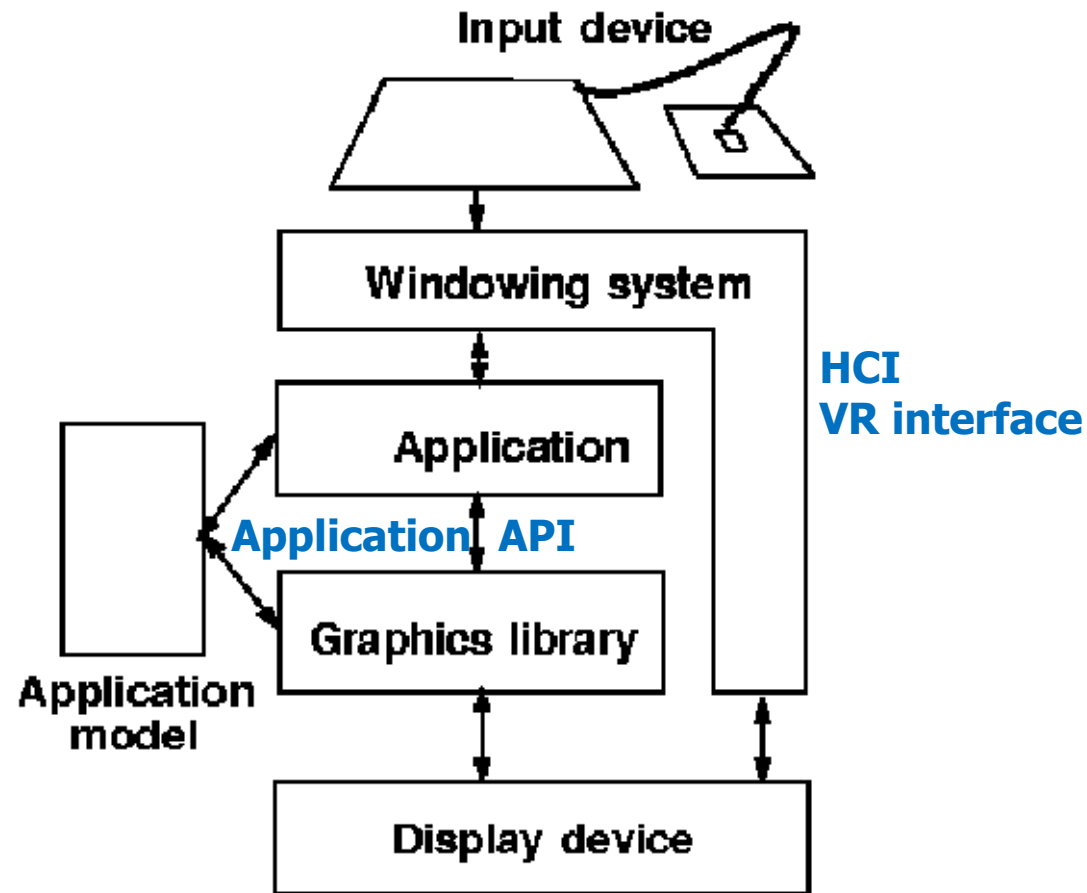 Input device
Windowing system
HCI
VR interface
Application
Application API
Graphics library
Application
model
Display device